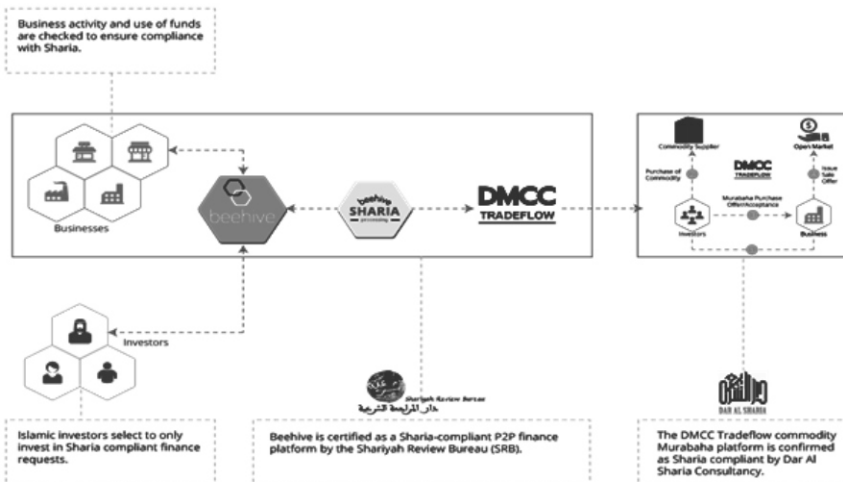 Business activity and use of funds
are checked to ensure compliance
with Sharia.
Businesses
beehive
beehive
SHARIA
processing
DMCC
TRADEFLOW
Commodity Supplier
Open Market
Purchase of
Commodity
DMCC
TRADEFLOW
Issue
Sale
Offer
Murabaha Purchase
Offer/Acceptance
Investors
Business
Investors
Shariyah Review Bureau
دار المراجعة الشرعية
DAR AL SHARIA
Islamic investors select to only
invest in Sharia compliant finance
requests.
Beehive is certified as a Sharia-compliant P2P finance
platform by the Shariyah Review Bureau (SRB).
The DMCC Tradeflow commodity
Murabaha platform is confirmed
as Sharia compliant by Dar Al
Sharia Consultancy.